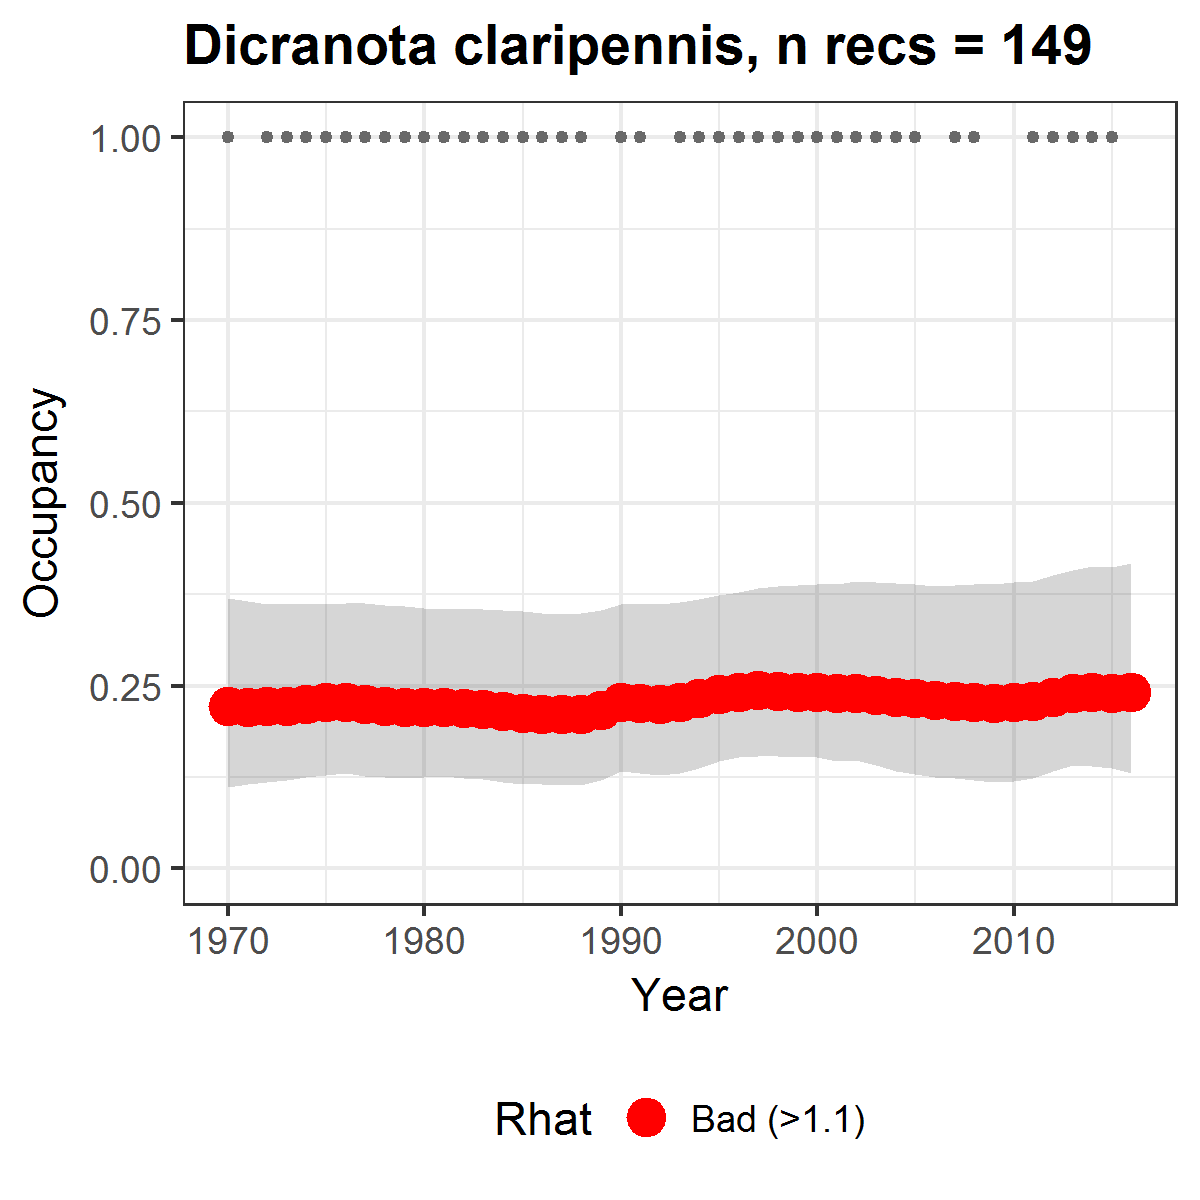 Dicranota claripennis, n recs = 149
1.00
0.75
0.50
0.25
0.00
Occupancy
1970 1980 1990 2000 2010
Year
Rhat Bad (>1.1)